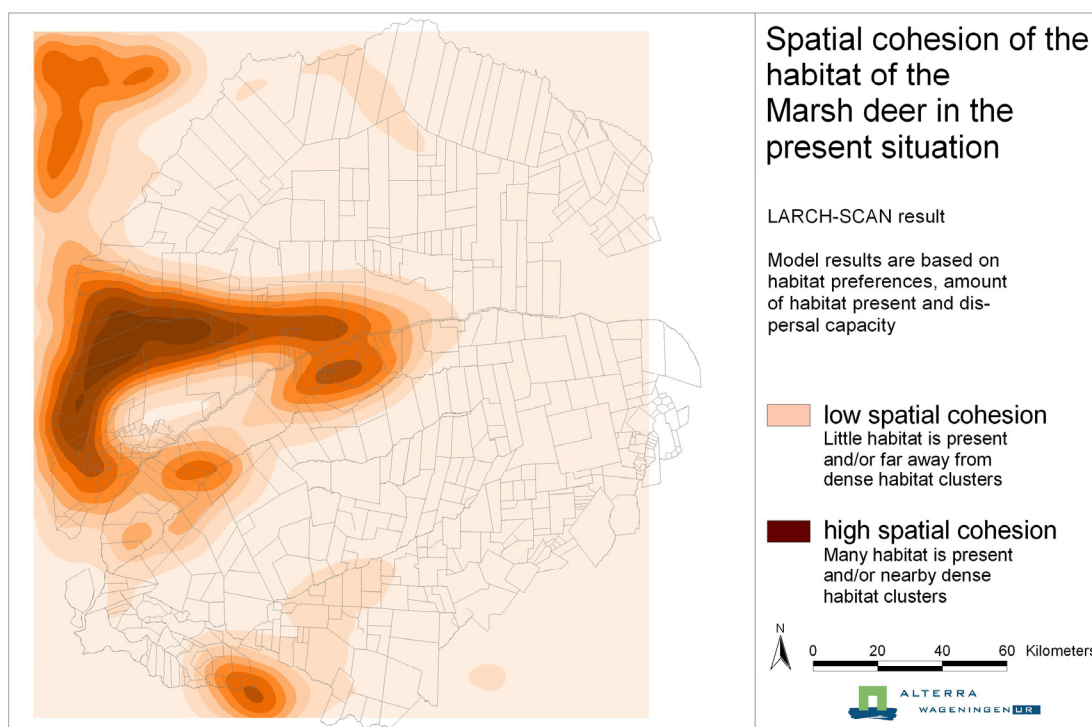 Spatial cohesion of the
habitat of the
Marsh deer in the
present situation
LARCH-SCAN result
Model results are based on
habitat preferences, amount
of habitat present and dis-
persal capacity
low spatial cohesion
Little habitat is present
and/or far away from
dense habitat clusters
high spatial cohesion
Many habitat is present
and/or nearby dense
habitat clusters
N
0 20 40 60 Kilometers
ALTERRA
WAGENINGEN UR